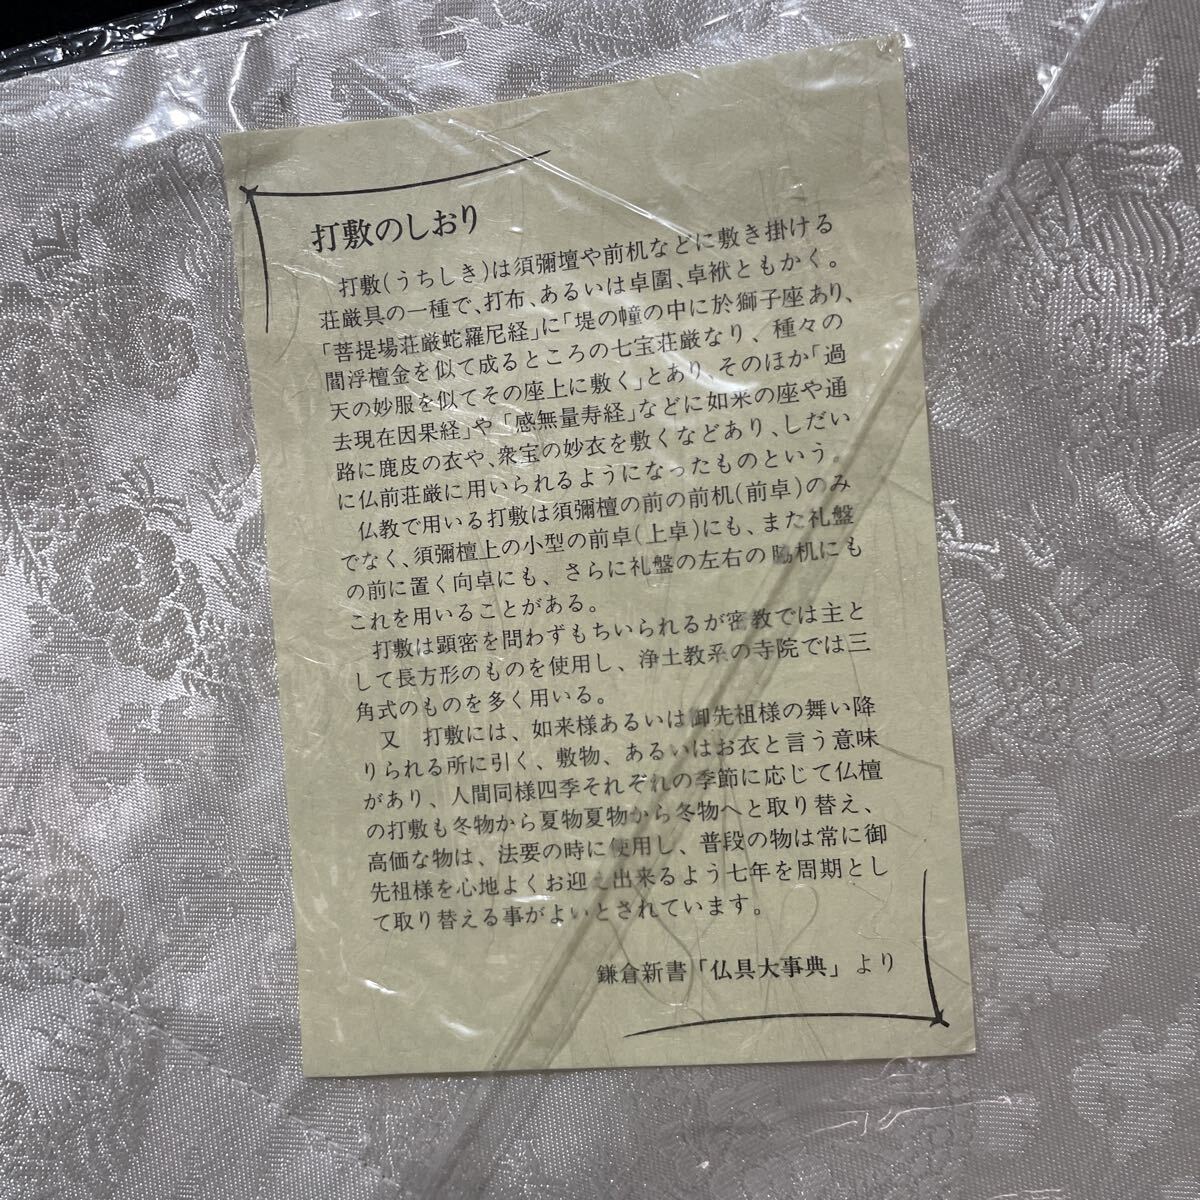 打敷のしおり
打敷(うちしき)は須彌壇や前机などに敷き掛ける
荘厳具の一種で、打布、あるいは卓圍、卓袱ともかく。
「菩提場荘厳蛇羅尼経」に「堤の幢の中に於獅子座あり、
閻浮檀金を似て成るところの七宝荘厳なり、種々の
天の妙服を似てその座上に敷く」とあり、そのほか「過
去現在因果経」や「感無量寿経」などに如来の座や通
路に鹿皮の衣や、衆宝の妙衣を敷くなどあり、しだい
に仏前荘厳に用いられるようになったものという。
仏教で用いる打敷は須彌檀の前の前机(前卓)のみ
でなく、須彌檀上の小型の前卓(上卓)にも、また礼盤
の前に置く向卓にも、さらに礼盤の左右の脇机にも
これを用いることがある。
打敷は顕密を問わずもちいられるが密教では主と
して長方形のものを使用し、浄土教系の寺院では三
角式のものを多く用いる。
又 打敷には、如来様あるいは御先祖様の舞い降
りられる所に引く、敷物、あるいはお衣と言う意味
があり、人間同様四季それぞれの季節に応じて仏檀
の打敷も冬物から夏物夏物から冬物へと取り替え、
高価な物は、法要の時に使用し、普段の物は常に御
先祖様を心地よくお迎え出来るよう七年を周期とし
て取り替える事がよいとされています。
鎌倉新書「仏具大事典」より